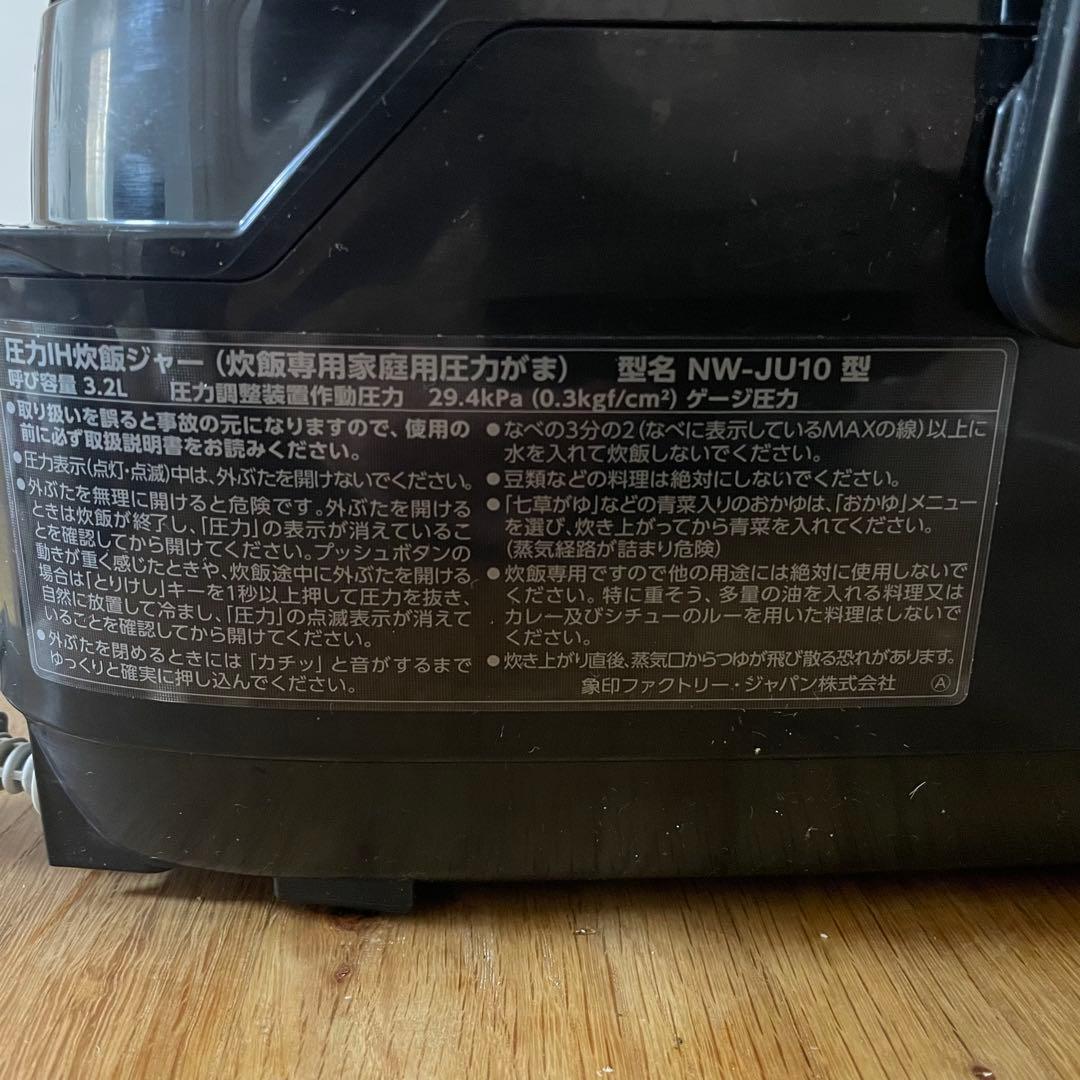 圧力IH炊飯ジャー(炊飯専用家庭用圧力がま) 型名 NW-JU10 型
呼び容量 3.2L 圧力調整装置作動圧力 29.4kPa (0.3kgf/cm²) ゲージ圧力
●取り扱いを誤ると事故の元になりますので、使用の
前に必ず取扱説明書をお読みください。
●圧力表示(点灯・点滅)中は、外ぶたを開けないでください。
●外ぶたを無理に開けると危険です。外ぶたを開ける
ときは炊飯が終了し、「圧力」の表示が消えているこ
とを確認してから開けてください。プッシュボタンの
動きが重く感じたときや、炊飯途中に外ぶたを開ける
場合は「とりけし」キーを1秒以上押して圧力を抜き、
自然に放置して冷まし、「圧力」の点滅表示が消えて
いることを確認してから開けてください。
●外ぶたを閉めるときには「カチッ」と音がするまで
ゆっくりと確実に押し込んでください。
●なべの3分の2(なべに表示しているMAXの線)以上に
水を入れて炊飯しないでください。
●豆類などの料理は絶対にしないでください。
●「七草がゆ」などの青菜入りのおかゆは、「おかゆ」メニュー
を選び、炊き上がってから青菜を入れてください。
(蒸気経路が詰まり危険)
●炊飯専用ですので他の用途には絶対に使用しないで
ください。特に重そう、多量の油を入れる料理又は
カレー及びシチューのルーを用いた料理はしないで
ください。
●炊き上がり直後、蒸気口からつゆが飛び散る恐れがあります。
象印ファクトリー・ジャパン株式会社 Ⓐ